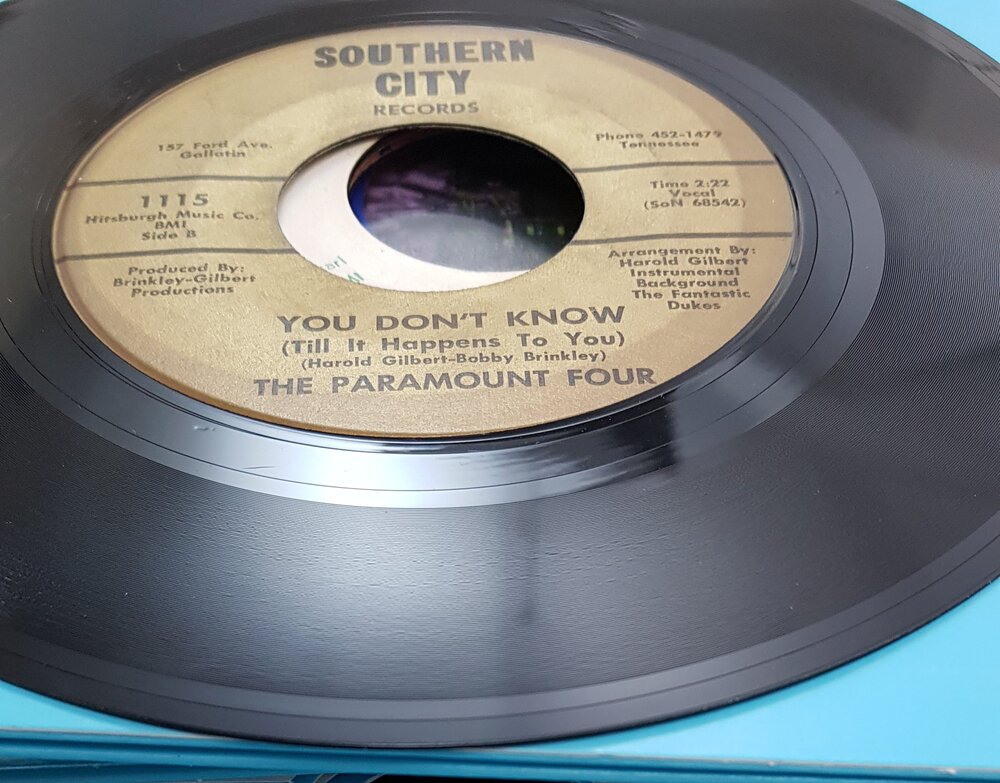 SOUTHERN
CITY
RECORDS
157 Ford Ave.
Gallatin
Phone 452-1479
Tennessee
1115
Hitsburgh Music Co.
BMI
Side B
Time 2:22
Vocal
(SoN 68542)
Produced By:
Brinkley-Gilbert
Productions
Arrangement By:
Harold Gilbert
Instrumental
Background
The Fantastic
Dukes
YOU DON'T KNOW
(Till It Happens To You)
(Harold Gilbert-Bobby Brinkley)
THE PARAMOUNT FOUR